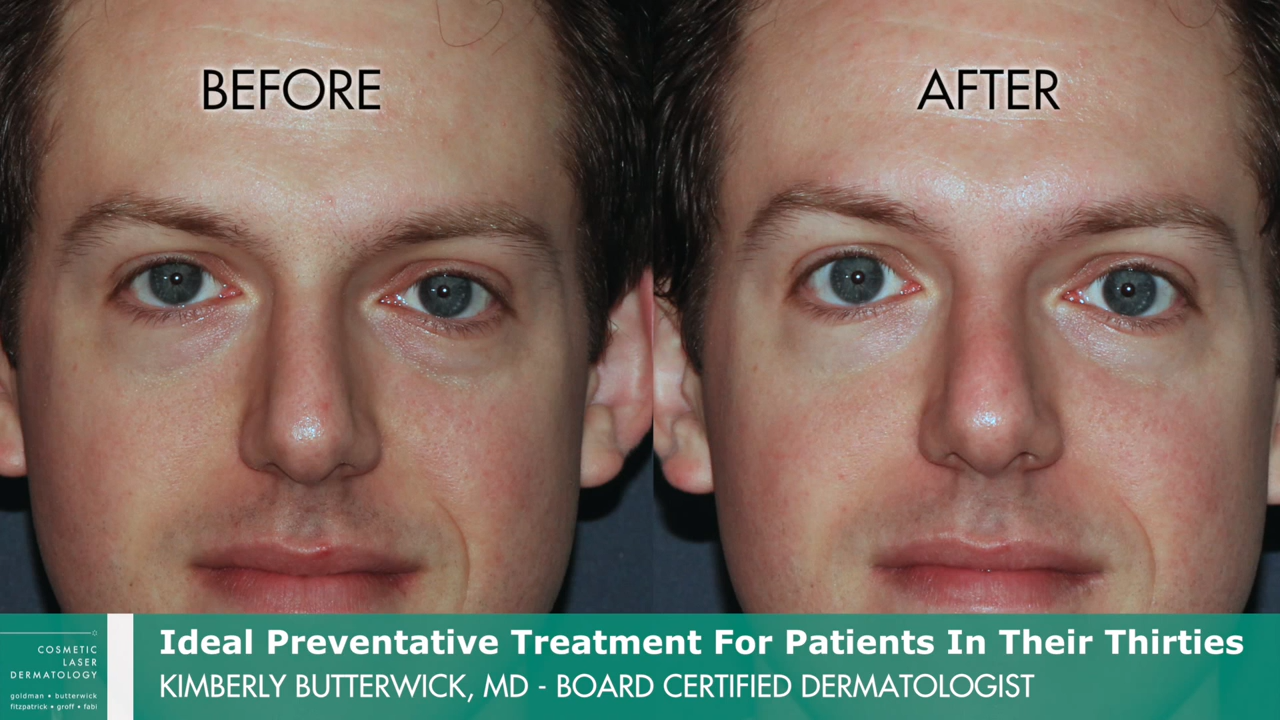 BEFORE
AFTER
COSMETIC
LASER
DERMATOLOGY
goldman • butterwick
fitzpatrick • groff • fabi
Ideal Preventative Treatment For Patients In Their Thirties
KIMBERLY BUTTERWICK, MD - BOARD CERTIFIED DERMATOLOGIST